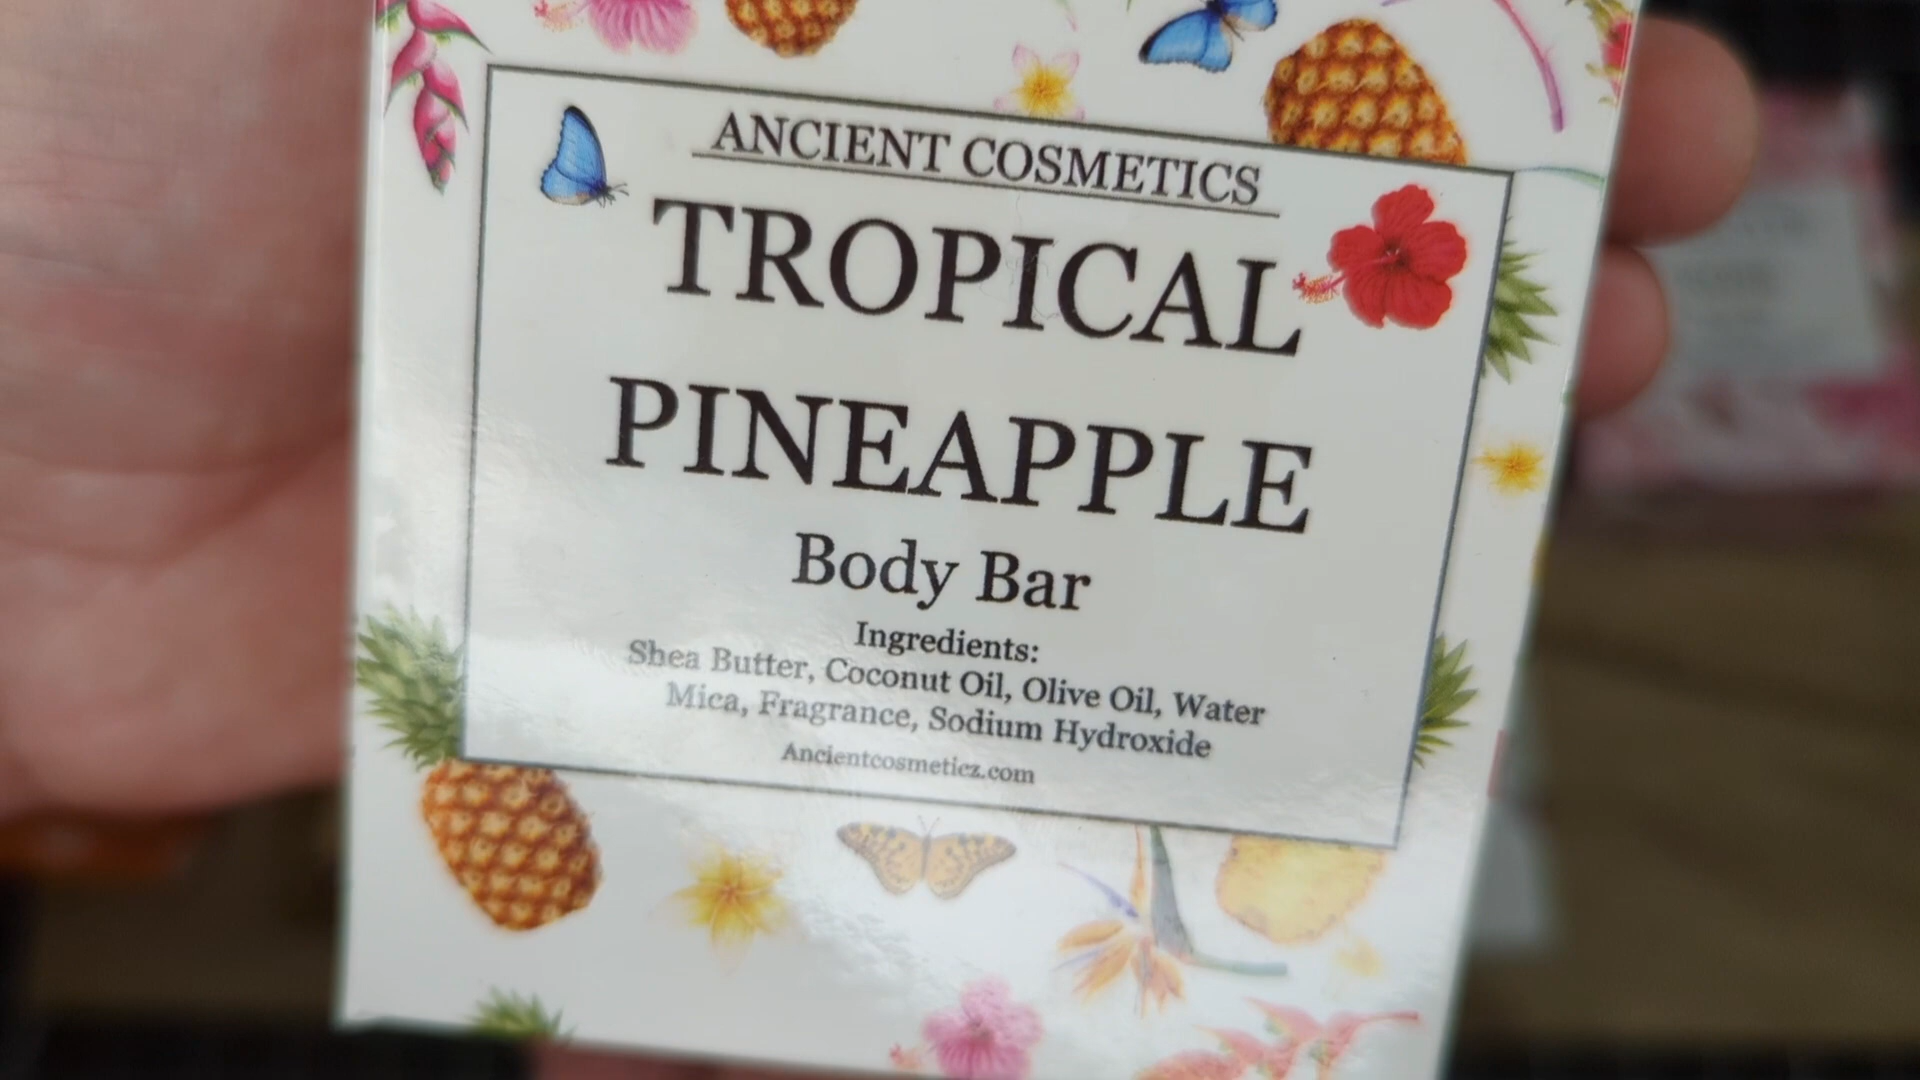 ANCIENT COSMETICS
TROPICAL
PINEAPPLE
Body Bar
Ingredients:
Shea Butter, Coconut Oil, Olive Oil, Water
Mica, Fragrance, Sodium Hydroxide
Ancientcosmeticz.com